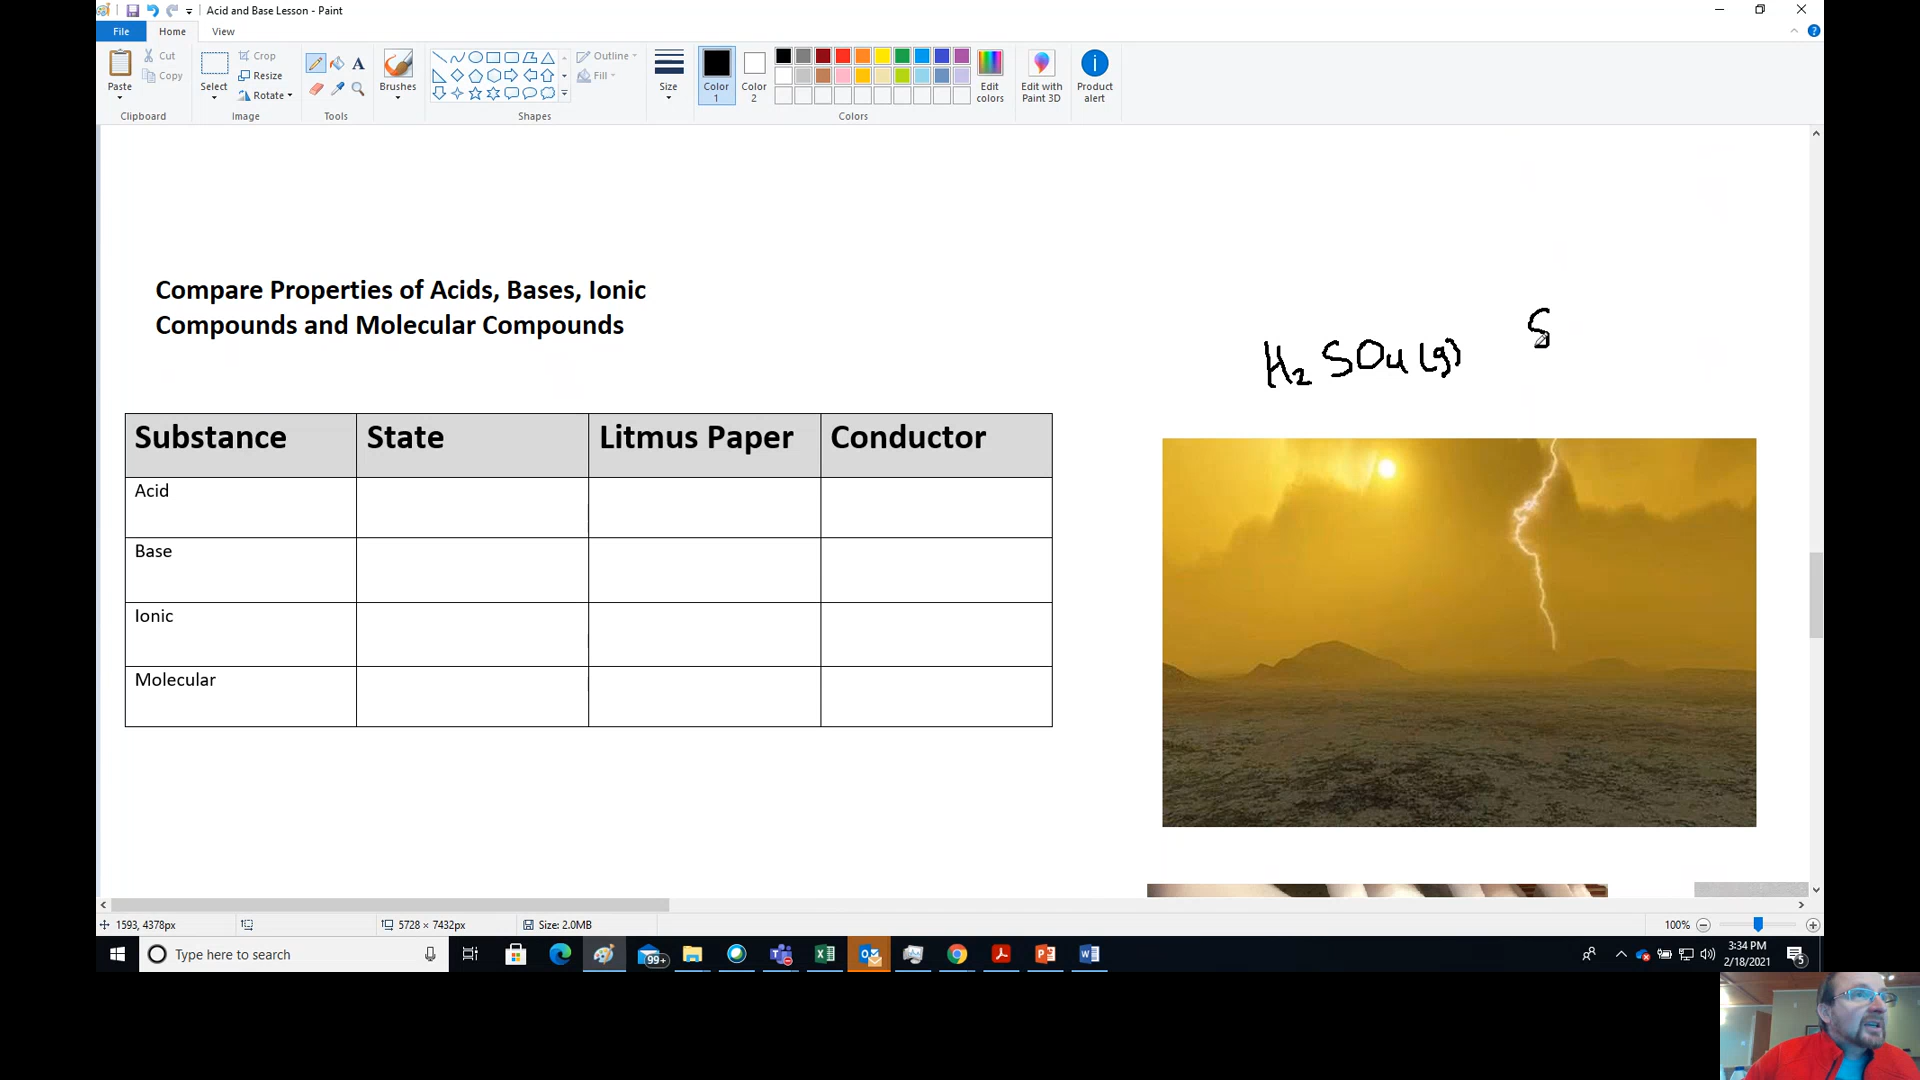 Acid and Base Lesson - Paint
File Home View
Paste
Cut
Copy
Clipboard
Select
Crop
Resize
Rotate
Image
A
Tools
Brushes
Outline
Fill
Shapes
Size
Color 1
Color 2
Edit colors
Colors
Edit with Paint 3D
Product alert
Compare Properties of Acids, Bases, Ionic
Compounds and Molecular Compounds
H₂SO₄(g) S
Substance State Litmus Paper Conductor
Acid
Base
Ionic
Molecular
1593, 4378px 5728 × 7432px Size: 2.0MB 100%
Type here to search 99+ 3:34 PM
2/18/2021 5